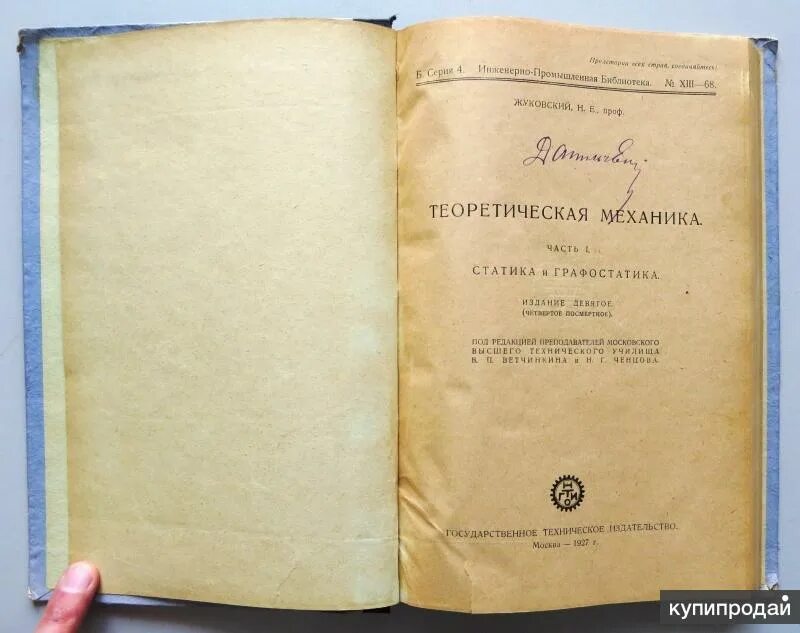 Пролетарии всех стран, соединяйтесь!
Б. Серия 4. Инженерно-Промышленная Библиотека. № XIII—68.
ЖУКОВСКИЙ, Н. Е., проф.
ТЕОРЕТИЧЕСКАЯ МЕХАНИКА.
ЧАСТЬ I.
СТАТИКА и ГРАФОСТАТИКА.
ИЗДАНИЕ ДЕВЯТОЕ.
(ЧЕТВЕРТОЕ ПОСМЕРТНОЕ).
ПОД РЕДАКЦИЕЙ ПРЕПОДАВАТЕЛЕЙ МОСКОВСКОГО
ВЫСШЕГО ТЕХНИЧЕСКОГО УЧИЛИЩА
В. П. ВЕТЧИНКИНА и Н. Г. ЧЕНЦОВА.
ГОСУДАРСТВЕННОЕ ТЕХНИЧЕСКОЕ ИЗДАТЕЛЬСТВО.
Москва — 1927 г.
купипродай